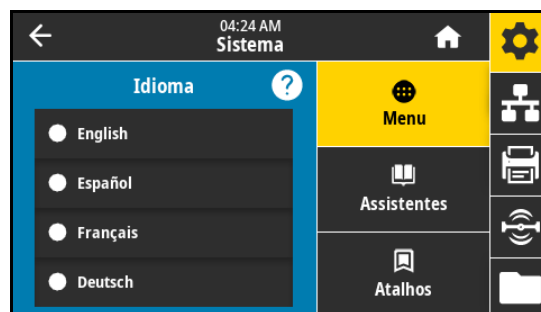 04:24 AM
Sistema
Idioma
?
English
Español
Français
Deutsch
Menu
Assistentes
Atalhos